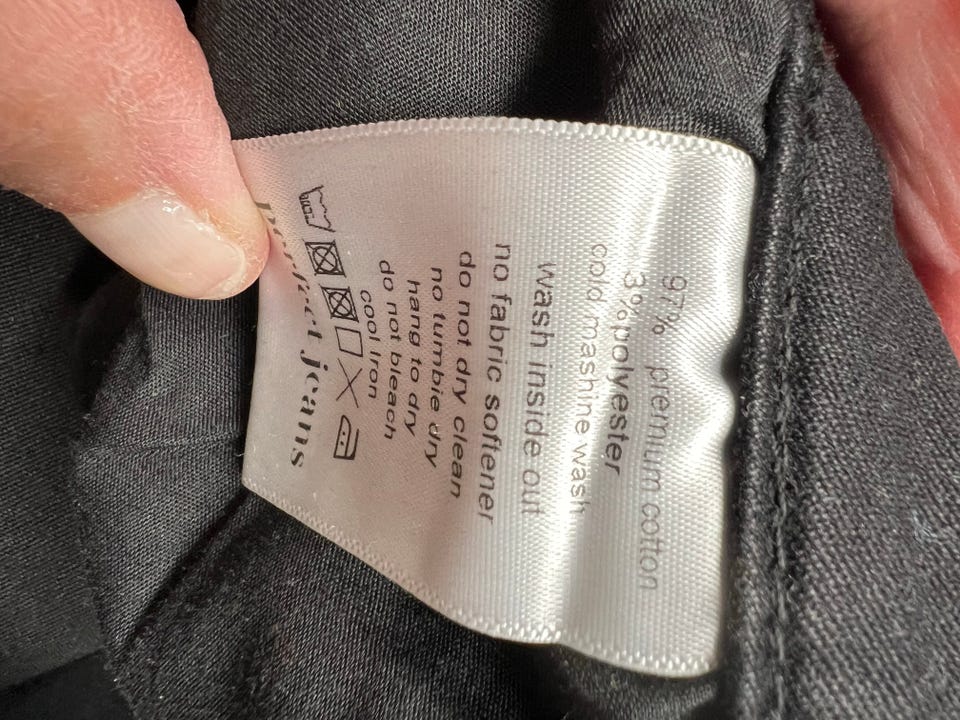 97% premium cotton
3% polyester
cold mashine wash
wash inside out
no fabric softener
do not dry clean
no tumble dry
hang to dry
do not bleach
cool iron
perfect jeans